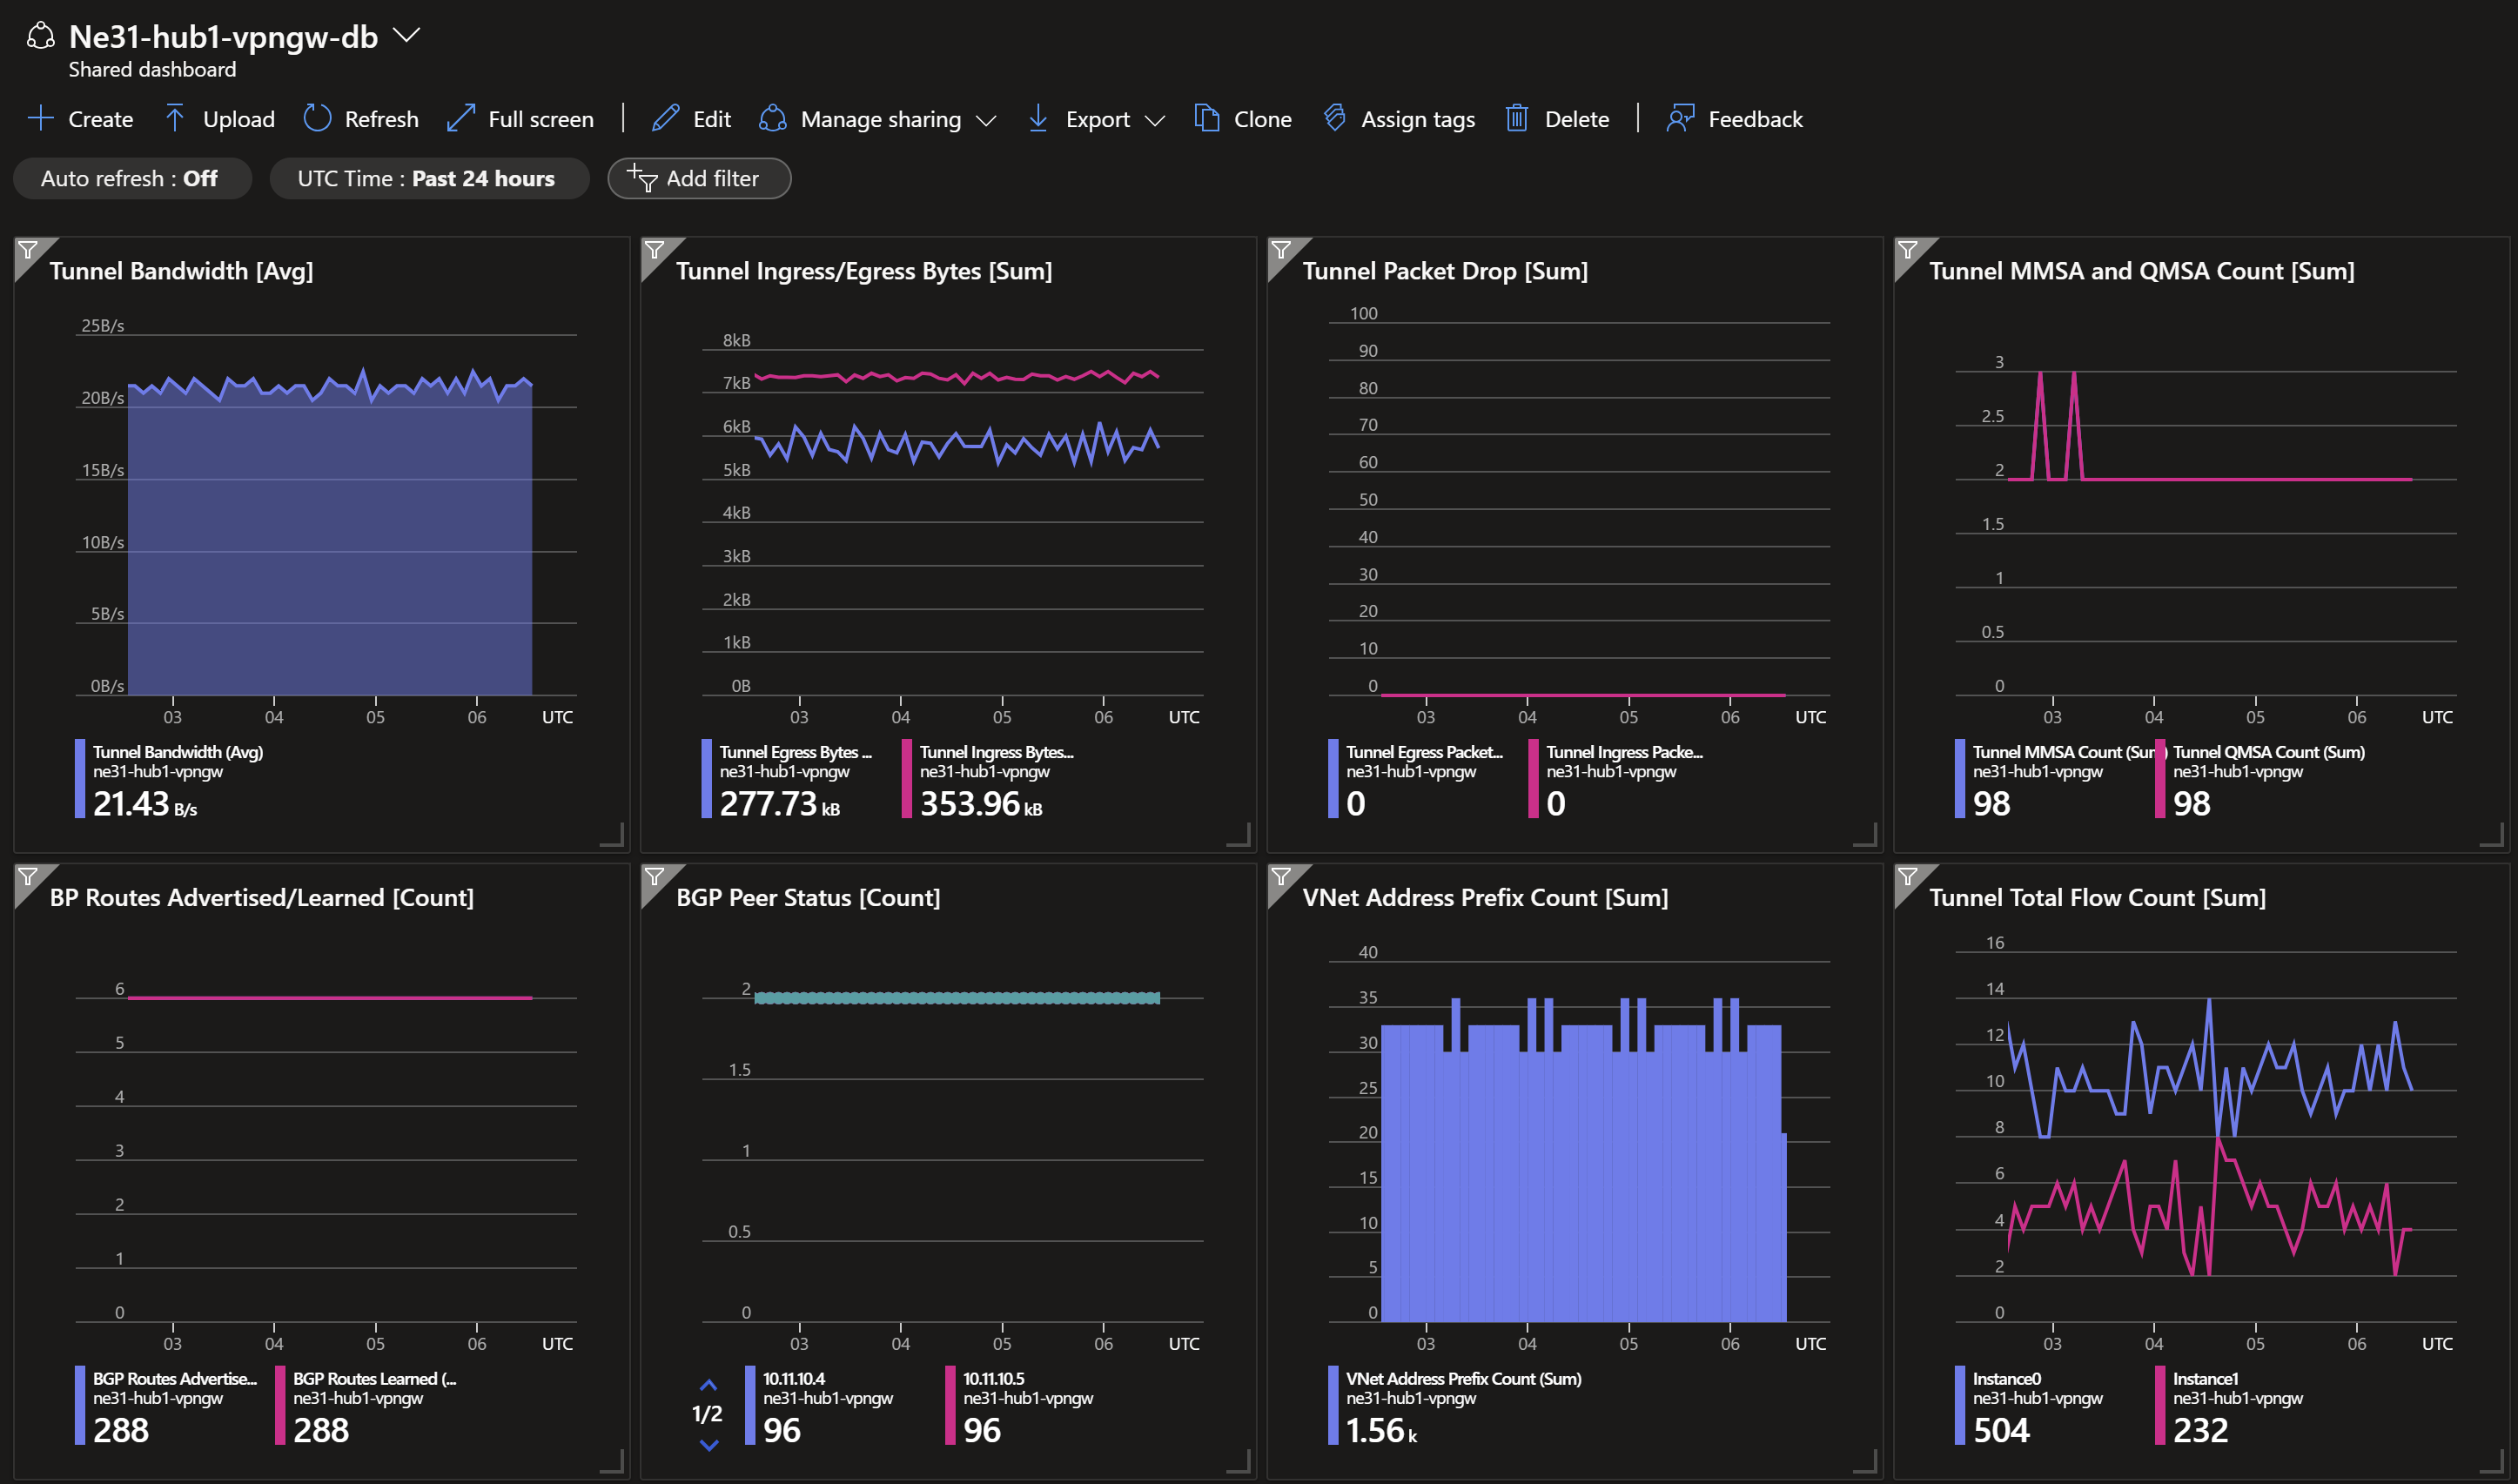 Ne31-hub1-vpngw-db
Shared dashboard
Create Upload Refresh Full screen Edit Manage sharing Export Clone Assign tags Delete Feedback
Auto refresh : Off UTC Time : Past 24 hours Add filter
Tunnel Bandwidth [Avg]
25B/s
20B/s
15B/s
10B/s
5B/s
0B/s
03 04 05 06 UTC
Tunnel Bandwidth (Avg)
ne31-hub1-vpngw
21.43 B/s
Tunnel Ingress/Egress Bytes [Sum]
8kB
7kB
6kB
5kB
4kB
3kB
2kB
1kB
0B
03 04 05 06 UTC
Tunnel Egress Bytes ... Tunnel Ingress Bytes...
ne31-hub1-vpngw ne31-hub1-vpngw
277.73 kB 353.96 kB
Tunnel Packet Drop [Sum]
100
90
80
70
60
50
40
30
20
10
0
03 04 05 06 UTC
Tunnel Egress Packet... Tunnel Ingress Packe...
ne31-hub1-vpngw ne31-hub1-vpngw
0 0
Tunnel MMSA and QMSA Count [Sum]
3
2.5
2
1.5
1
0.5
0
03 04 05 06 UTC
Tunnel MMSA Count (Sum) Tunnel QMSA Count (Sum)
ne31-hub1-vpngw ne31-hub1-vpngw
98 98
BP Routes Advertised/Learned [Count]
6
5
4
3
2
1
0
03 04 05 06 UTC
BGP Routes Advertise... BGP Routes Learned (...
ne31-hub1-vpngw ne31-hub1-vpngw
288 288
BGP Peer Status [Count]
2
1.5
1
0.5
0
03 04 05 06 UTC
1/2
10.11.10.4 10.11.10.5
ne31-hub1-vpngw ne31-hub1-vpngw
96 96
VNet Address Prefix Count [Sum]
40
35
30
25
20
15
10
5
0
03 04 05 06 UTC
VNet Address Prefix Count (Sum)
ne31-hub1-vpngw
1.56 k
Tunnel Total Flow Count [Sum]
16
14
12
10
8
6
4
2
0
03 04 05 06 UTC
Instance0 Instance1
ne31-hub1-vpngw ne31-hub1-vpngw
504 232